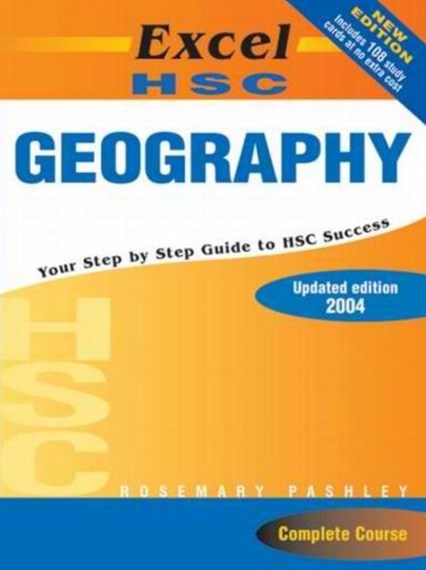 Excel
HSC
NEW
EDITION
Includes 108 study
cards at no extra cost
GEOGRAPHY
Your Step by Step Guide to HSC Success
Updated edition
2004
HSC
ROSEMARY PASHLEY
Complete Course